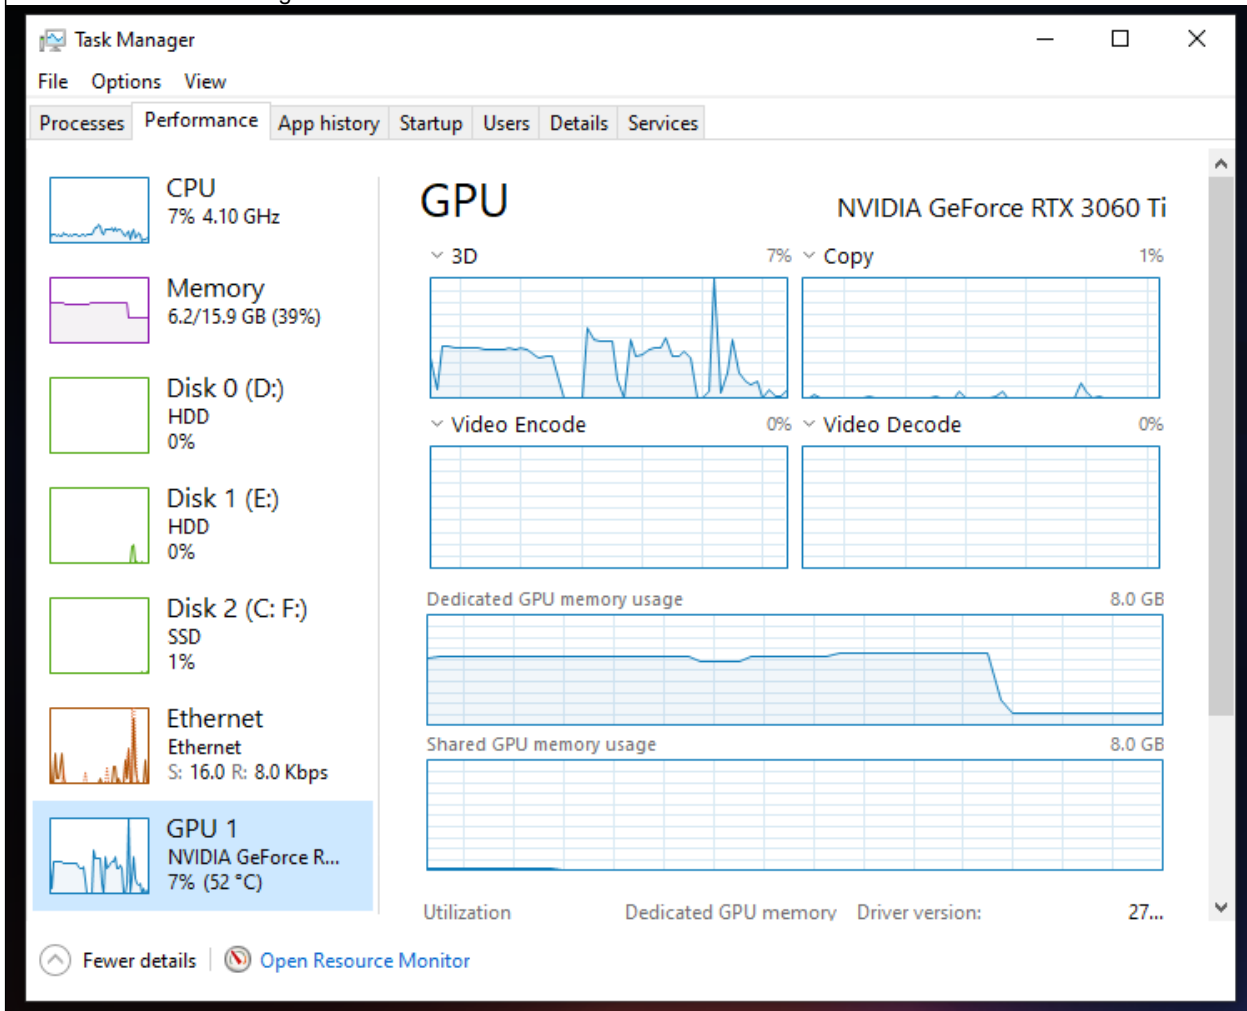 Task Manager
File Options View
Processes Performance App history Startup Users Details Services
CPU
7% 4.10 GHz
Memory
6.2/15.9 GB (39%)
Disk 0 (D:)
HDD
0%
Disk 1 (E:)
HDD
0%
Disk 2 (C: F:)
SSD
1%
Ethernet
Ethernet
S: 16.0 R: 8.0 Kbps
GPU 1
NVIDIA GeForce R...
7% (52 °C)
GPU NVIDIA GeForce RTX 3060 Ti
3D 7% Copy 1%
Video Encode 0% Video Decode 0%
Dedicated GPU memory usage 8.0 GB
Shared GPU memory usage 8.0 GB
Utilization Dedicated GPU memory Driver version: 27...
Fewer details Open Resource Monitor